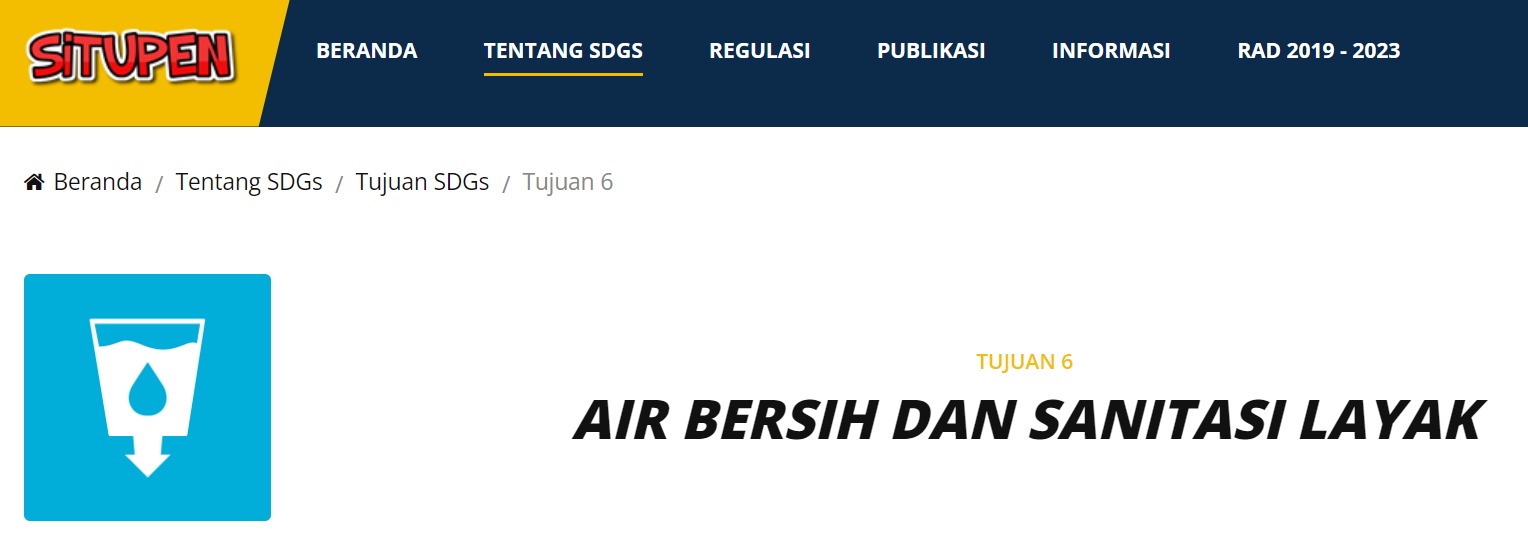 SiTUPEN
BERANDA TENTANG SDGS REGULASI PUBLIKASI INFORMASI RAD 2019 - 2023
Beranda / Tentang SDGs / Tujuan SDGs / Tujuan 6
TUJUAN 6
AIR BERSIH DAN SANITASI LAYAK